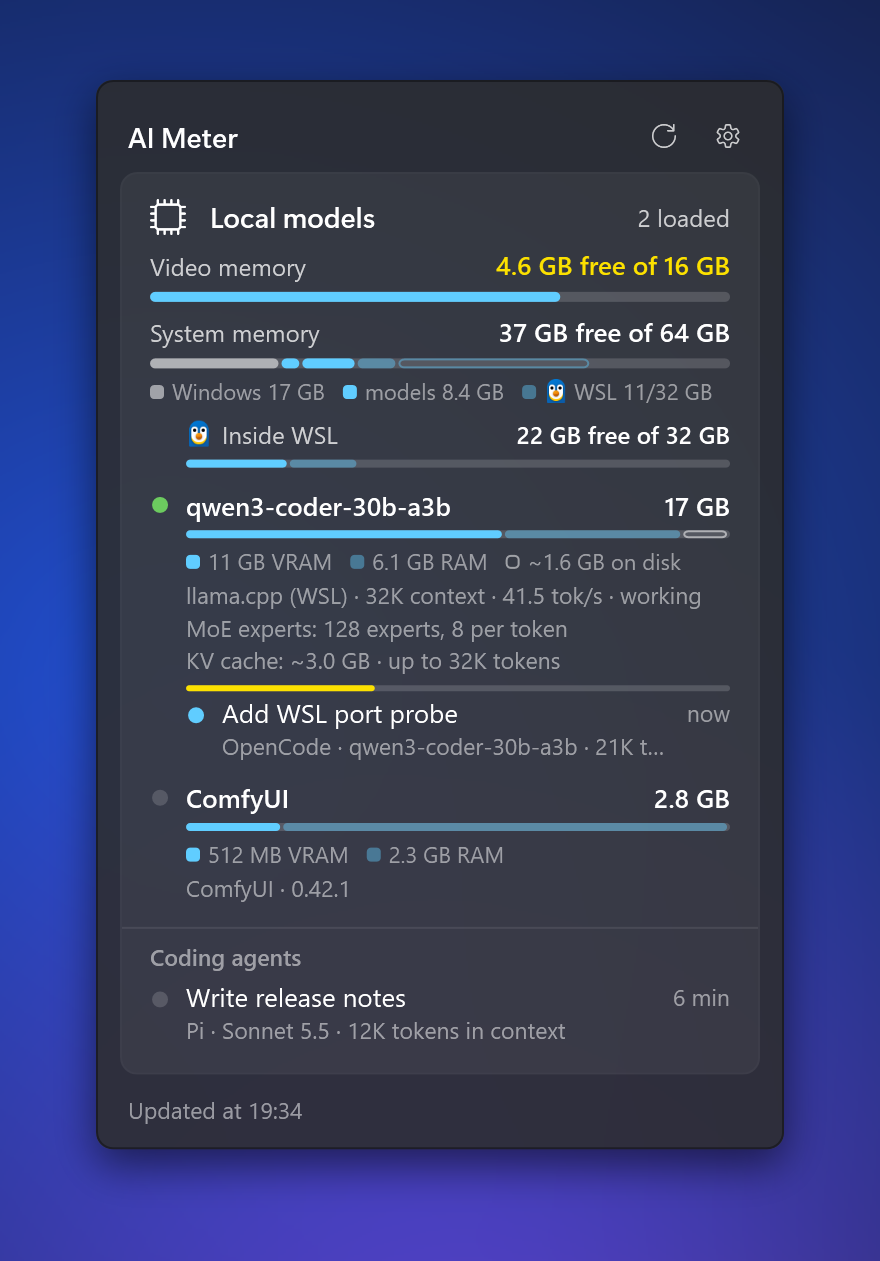 AI Meter
Local models 2 loaded
Video memory 4.6 GB free of 16 GB
System memory 37 GB free of 64 GB
Windows 17 GB models 8.4 GB WSL 11/32 GB
Inside WSL 22 GB free of 32 GB
qwen3-coder-30b-a3b 17 GB
11 GB VRAM 6.1 GB RAM ~1.6 GB on disk
llama.cpp (WSL) · 32K context · 41.5 tok/s · working
MoE experts: 128 experts, 8 per token
KV cache: ~3.0 GB · up to 32K tokens
Add WSL port probe now
OpenCode · qwen3-coder-30b-a3b · 21K t...
ComfyUI 2.8 GB
512 MB VRAM 2.3 GB RAM
ComfyUI · 0.42.1
Coding agents
Write release notes 6 min
Pi · Sonnet 5.5 · 12K tokens in context
Updated at 19:34